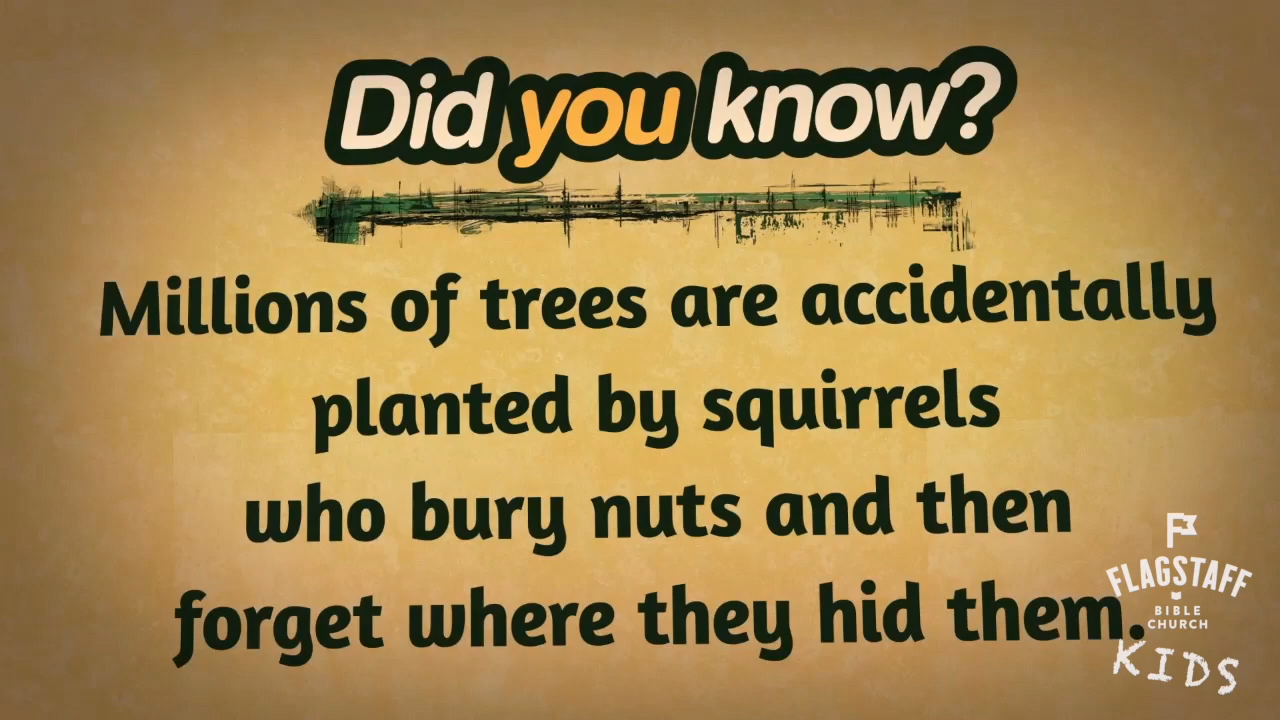 Did you know?
Millions of trees are accidentally
planted by squirrels
who bury nuts and then
forget where they hid them.
FLAGSTAFF
BIBLE
CHURCH
KIDS